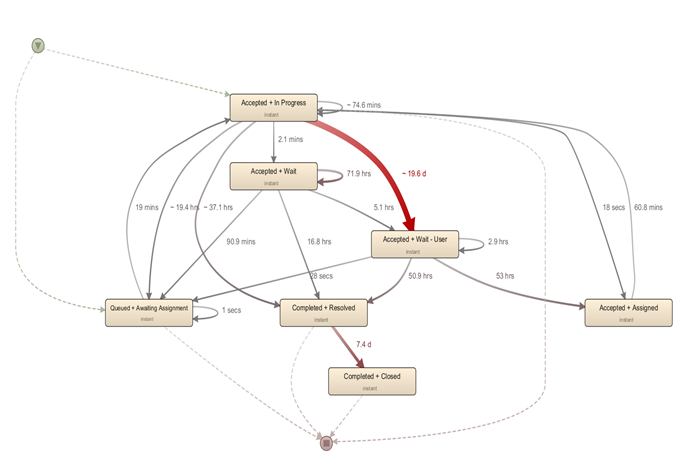 Accepted + In Progress
instant
~ 74.6 mins
2.1 mins
Accepted + Wait
instant
71.9 hrs
~ 19.6 d
19 mins
~ 19.4 hrs
~ 37.1 hrs
5.1 hrs
18 secs
60.8 mins
90.9 mins
16.8 hrs
Accepted + Wait - User
instant
2.9 hrs
28 secs
50.9 hrs
53 hrs
Queued + Awaiting Assignment
instant
1 secs
Completed + Resolved
instant
Accepted + Assigned
instant
7.4 d
Completed + Closed
instant